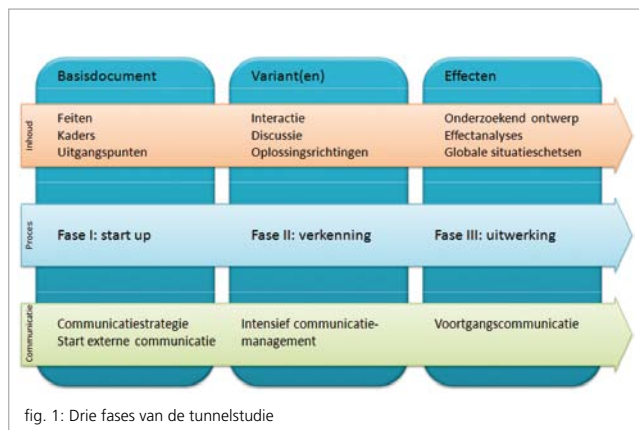 Basisdocument
Variant(en)
Effecten
Inhoud
Feiten
Kaders
Uitgangspunten
Interactie
Discussie
Oplossingsrichtingen
Onderzoekend ontwerp
Effectanalyses
Globale situatieschetsen
Proces
Fase I: start up
Fase II: verkenning
Fase III: uitwerking
Communicatie
Communicatiestrategie
Start externe communicatie
Intensief communicatie-
management
Voortgangscommunicatie
fig. 1: Drie fases van de tunnelstudie